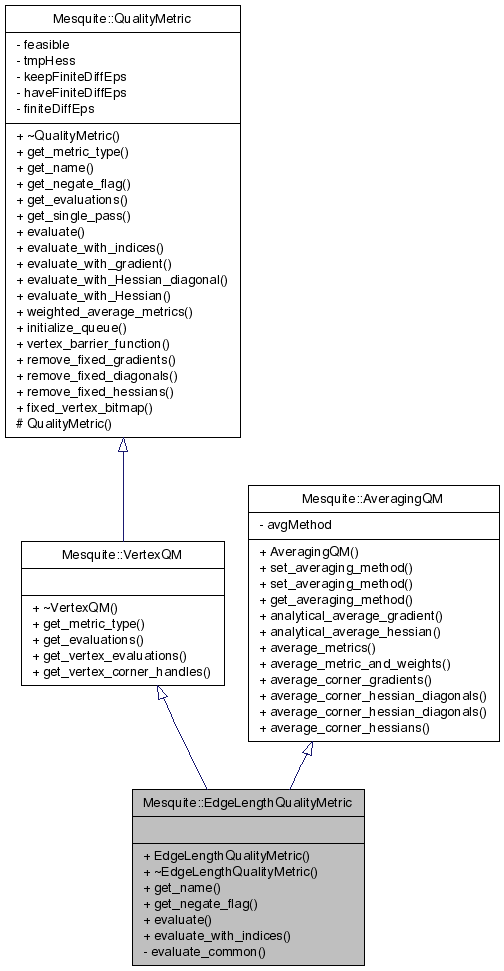 Mesquite::QualityMetric
- feasible
- tmpHess
- keepFiniteDiffEps
- haveFiniteDiffEps
- finiteDiffEps
+ ~QualityMetric()
+ get_metric_type()
+ get_name()
+ get_negate_flag()
+ get_evaluations()
+ get_single_pass()
+ evaluate()
+ evaluate_with_indices()
+ evaluate_with_gradient()
+ evaluate_with_Hessian_diagonal()
+ evaluate_with_Hessian()
+ weighted_average_metrics()
+ initialize_queue()
+ vertex_barrier_function()
+ remove_fixed_gradients()
+ remove_fixed_diagonals()
+ remove_fixed_hessians()
+ fixed_vertex_bitmap()
# QualityMetric()
Mesquite::VertexQM
+ ~VertexQM()
+ get_metric_type()
+ get_evaluations()
+ get_vertex_evaluations()
+ get_vertex_corner_handles()
Mesquite::AveragingQM
- avgMethod
+ AveragingQM()
+ set_averaging_method()
+ set_averaging_method()
+ get_averaging_method()
+ analytical_average_gradient()
+ analytical_average_hessian()
+ average_metrics()
+ average_metric_and_weights()
+ average_corner_gradients()
+ average_corner_hessian_diagonals()
+ average_corner_hessian_diagonals()
+ average_corner_hessians()
Mesquite::EdgeLengthQualityMetric
+ EdgeLengthQualityMetric()
+ ~EdgeLengthQualityMetric()
+ get_name()
+ get_negate_flag()
+ evaluate()
+ evaluate_with_indices()
- evaluate_common()